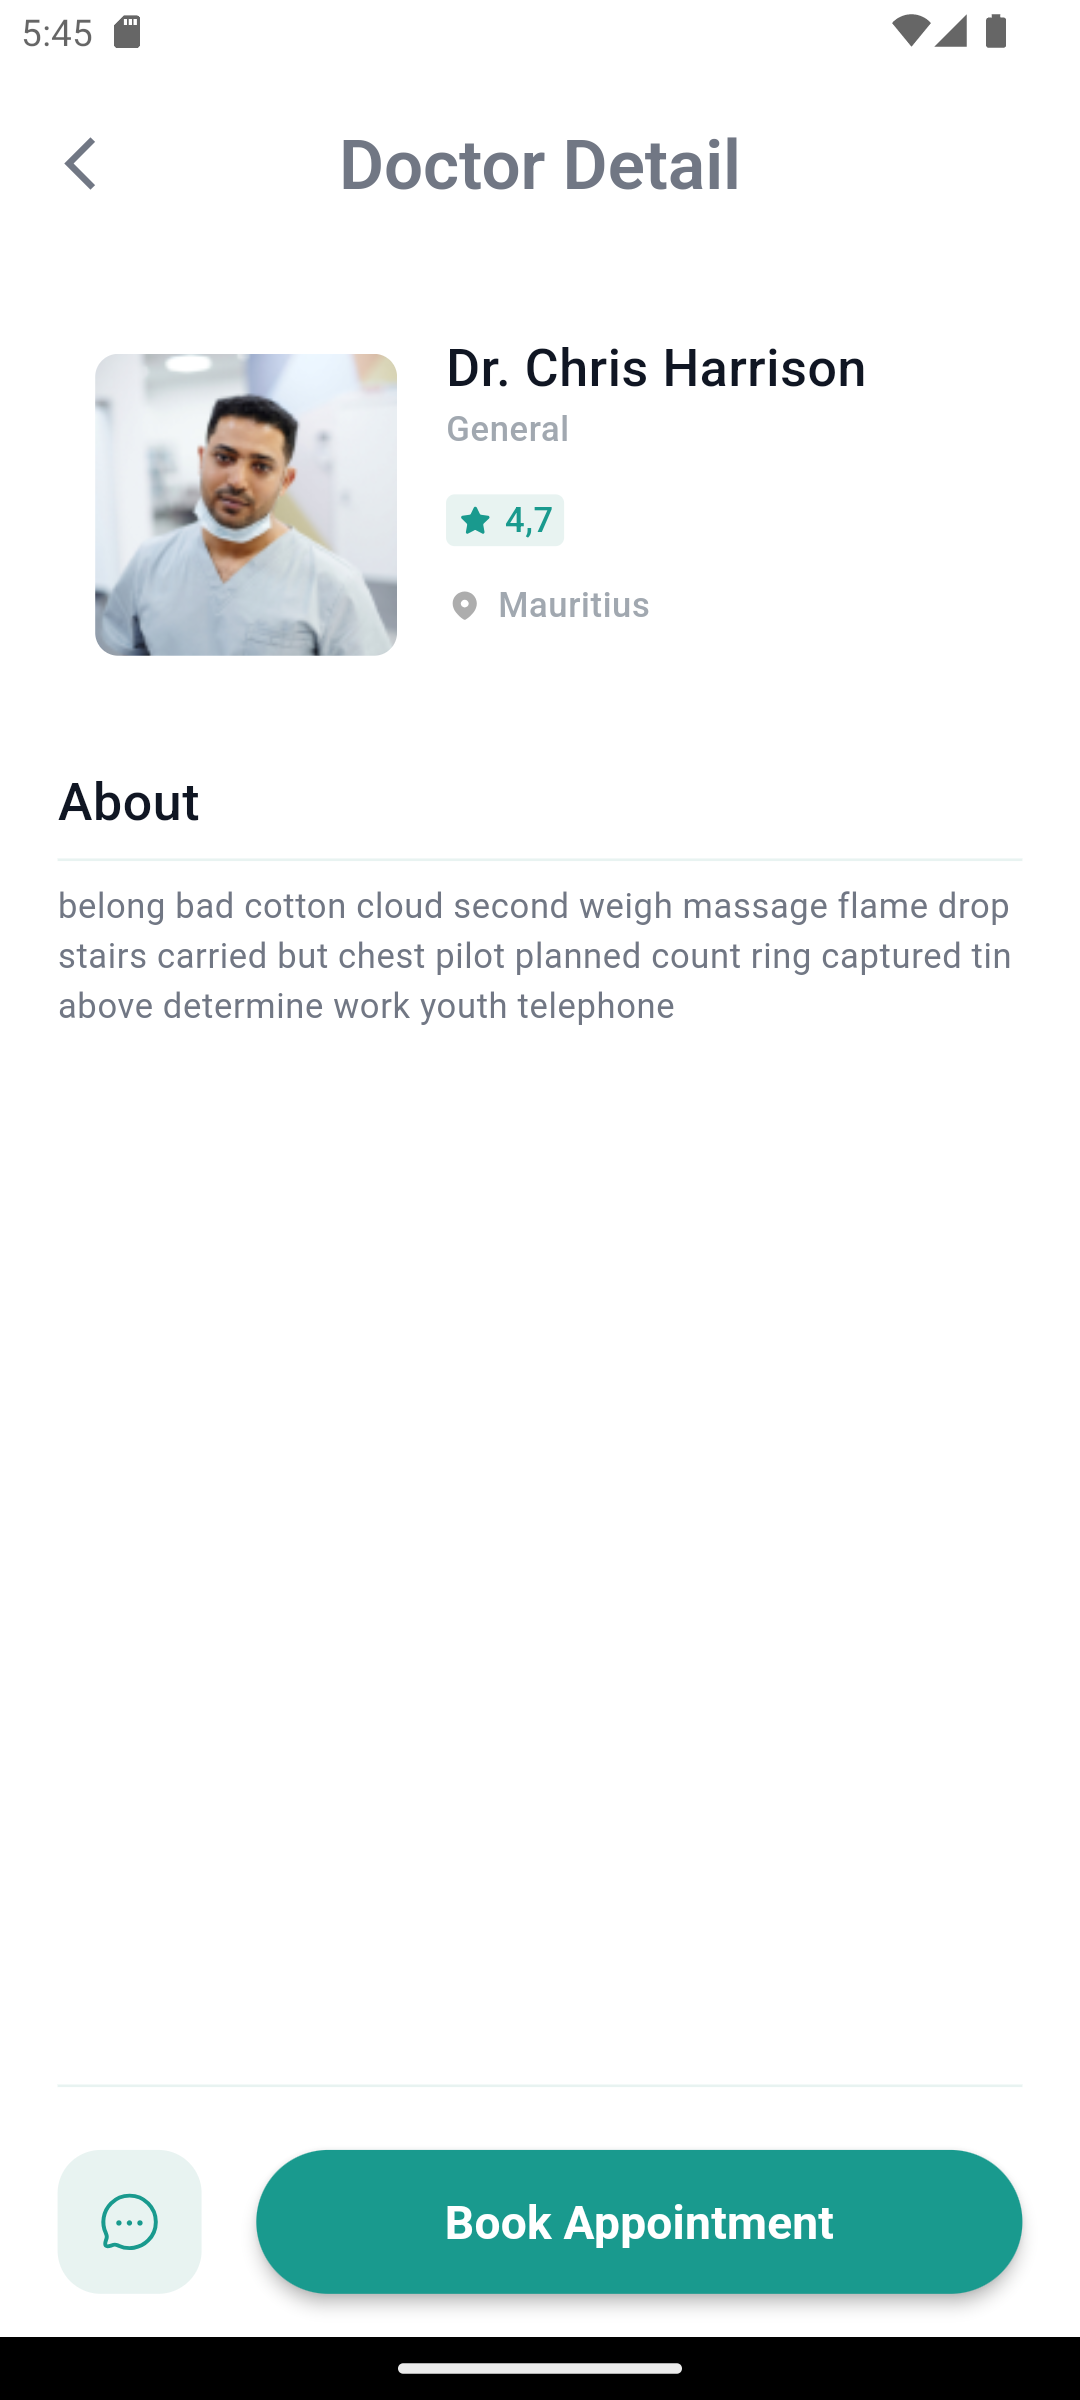 5:45
Doctor Detail
Dr. Chris Harrison
General
4,7
Mauritius
About
belong bad cotton cloud second weigh massage flame drop
stairs carried but chest pilot planned count ring captured tin
above determine work youth telephone
Book Appointment